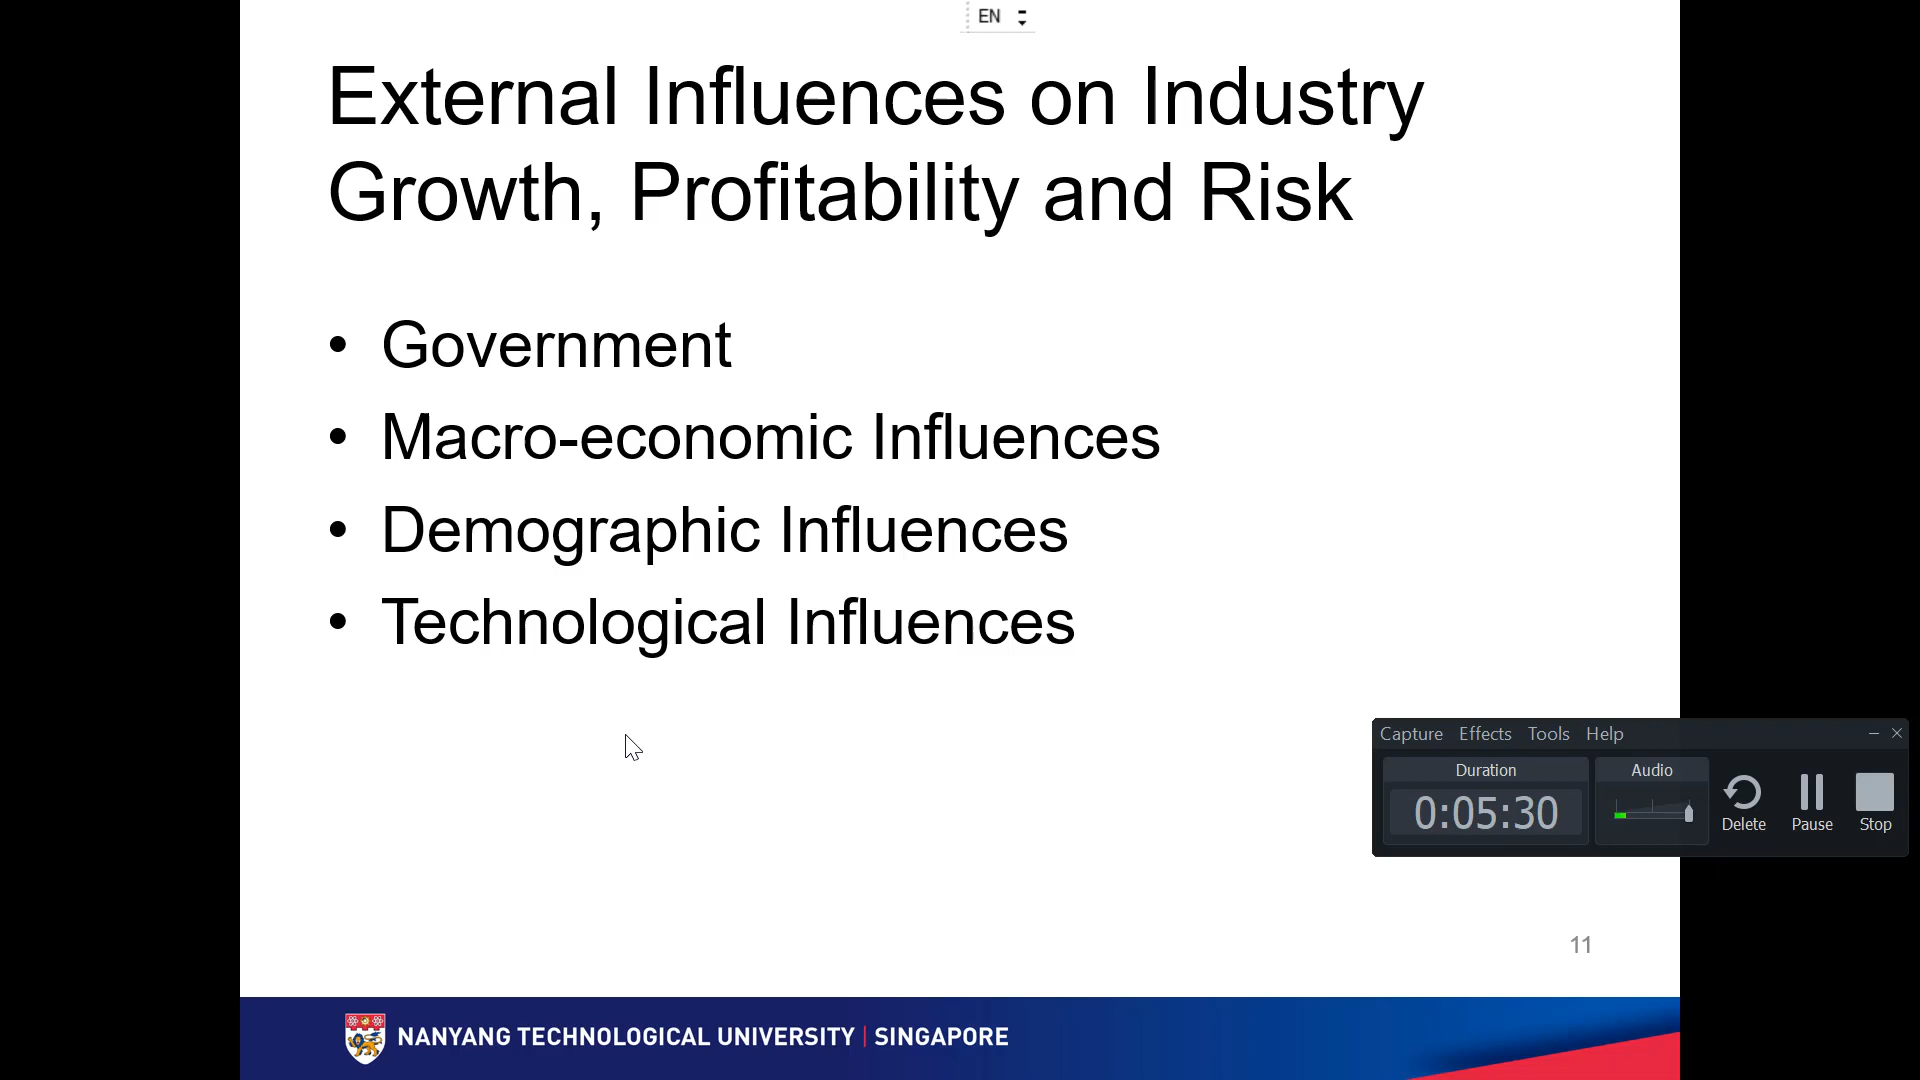 EN
External Influences on Industry
Growth, Profitability and Risk
• Government
• Macro-economic Influences
• Demographic Influences
• Technological Influences
Capture Effects Tools Help
Duration Audio
0:05:30
Delete Pause Stop
11
NANYANG TECHNOLOGICAL UNIVERSITY | SINGAPORE